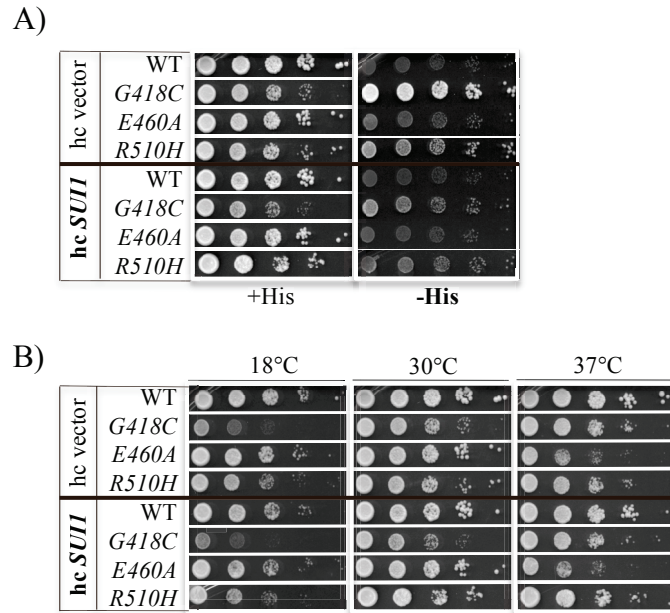 A)
hc vector
WT
G418C
E460A
R510H
hc SUI1
WT
G418C
E460A
R510H
+His
-His
B)
18°C
30°C
37°C
hc vector
WT
G418C
E460A
R510H
hc SUI1
WT
G418C
E460A
R510H